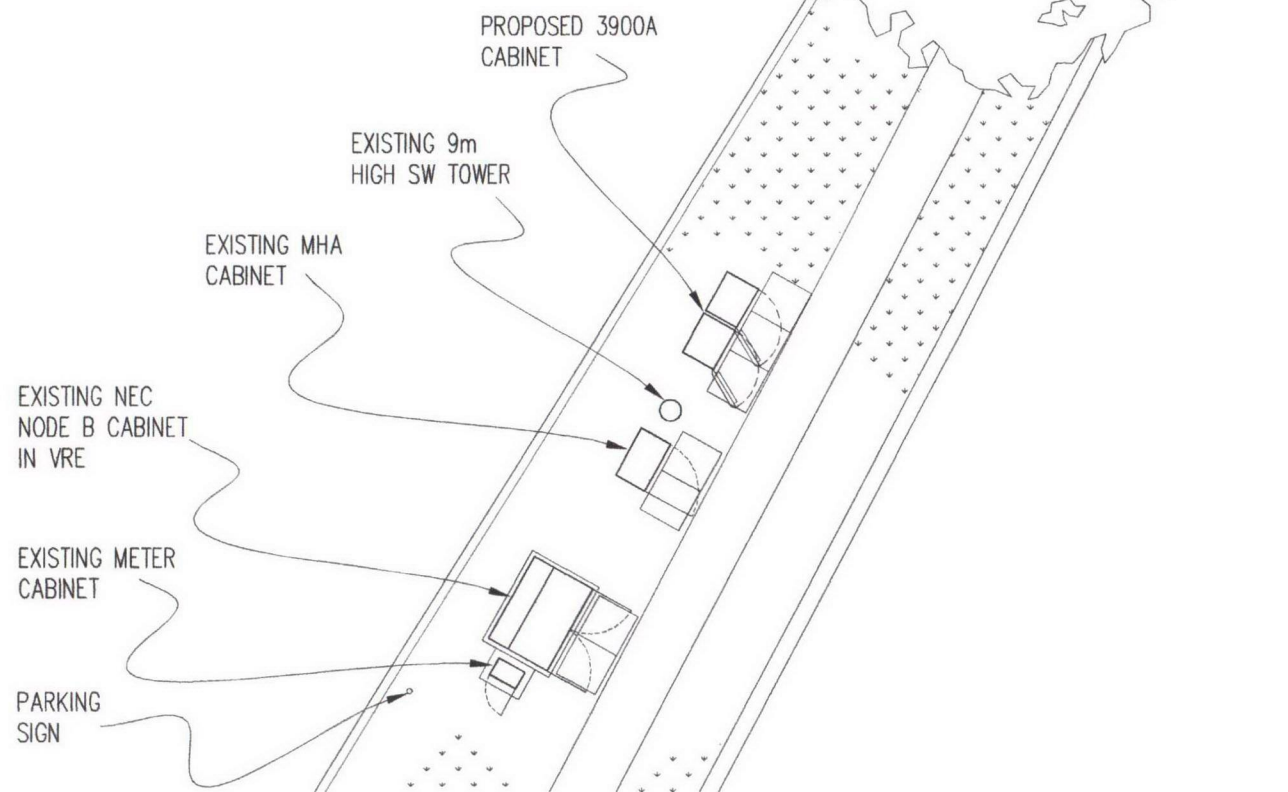 PROPOSED 3900A
CABINET
EXISTING 9m
HIGH SW TOWER
EXISTING MHA
CABINET
EXISTING NEC
NODE B CABINET
IN VRE
EXISTING METER
CABINET
PARKING
SIGN